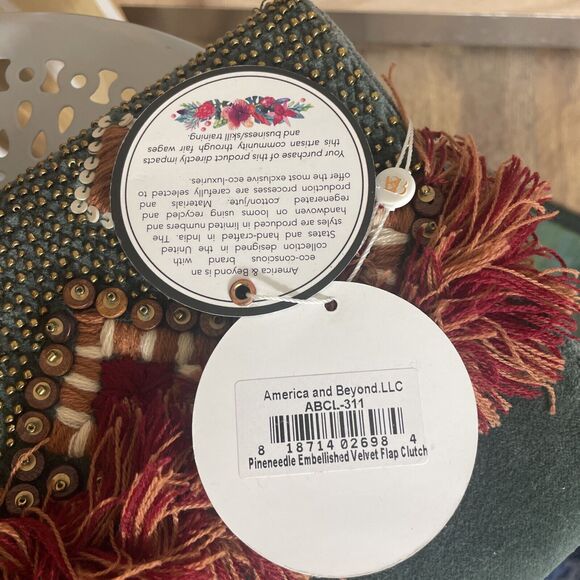 America & Beyond is an
eco-conscious brand with
collection designed in the United
States and hand-crafted in India. The
styles are produced in limited numbers and
handwoven on looms using recycled and
regenerated cotton/jute. Materials and
production processes are carefully selected to
offer the most exclusive eco-luxuries.
Your purchase of this product directly impacts
this artisan community through fair wages
and business/skill training.
America and Beyond.LLC
ABCL-311
8 18714 02698 4
Pineneedle Embellished Velvet Flap Clutch